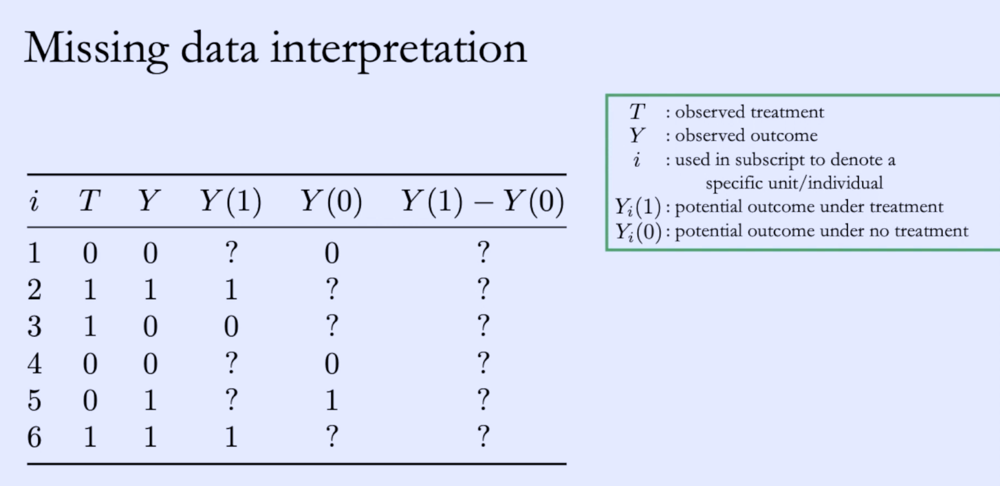 Missing data interpretation
T : observed treatment
Y : observed outcome
i : used in subscript to denote a
specific unit/individual
Y_i(1) : potential outcome under treatment
Y_i(0) : potential outcome under no treatment
i T Y Y(1) Y(0) Y(1) − Y(0)
1 0 0 ? 0 ?
2 1 1 1 ? ?
3 1 0 0 ? ?
4 0 0 ? 0 ?
5 0 1 ? 1 ?
6 1 1 1 ? ?